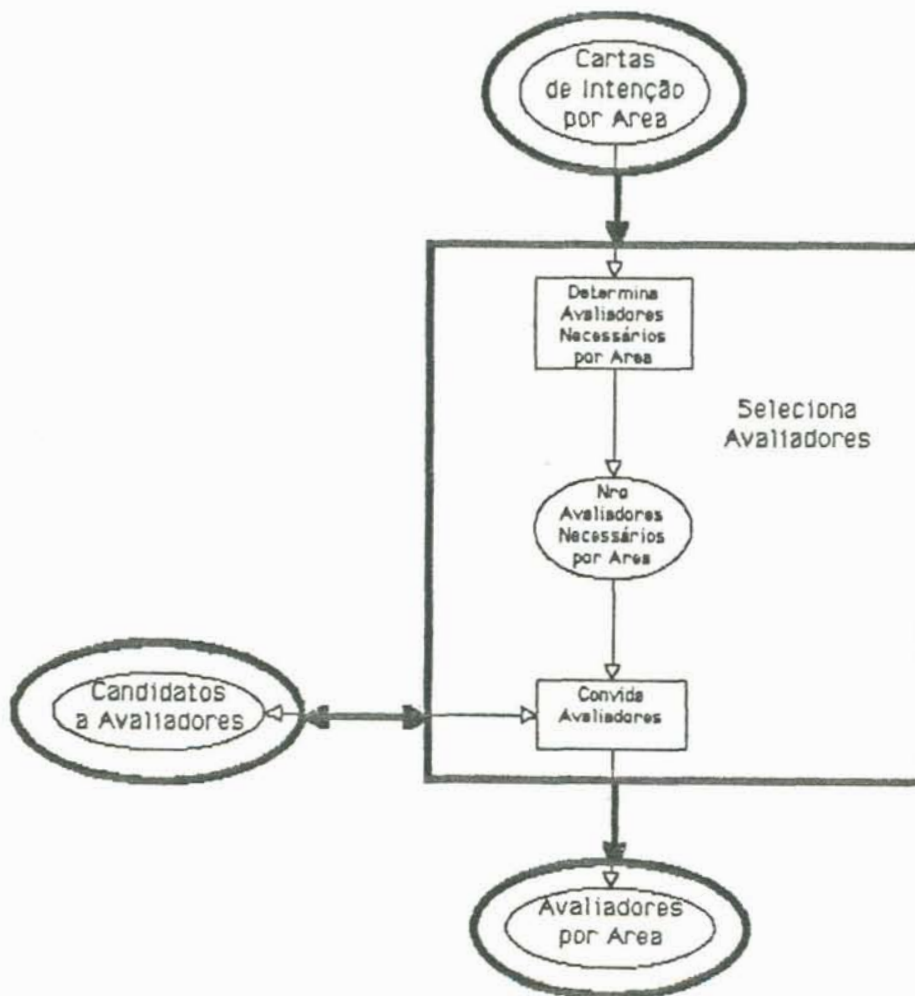 Cartas
de Intenção
por Area
Determina
Avaliadores
Necessários
por Area
Seleciona
Avaliadores
Nro
Avaliadores
Necessários
por Area
Candidatos
a Avaliadores
Convida
Avaliadores
Avaliadores
por Area